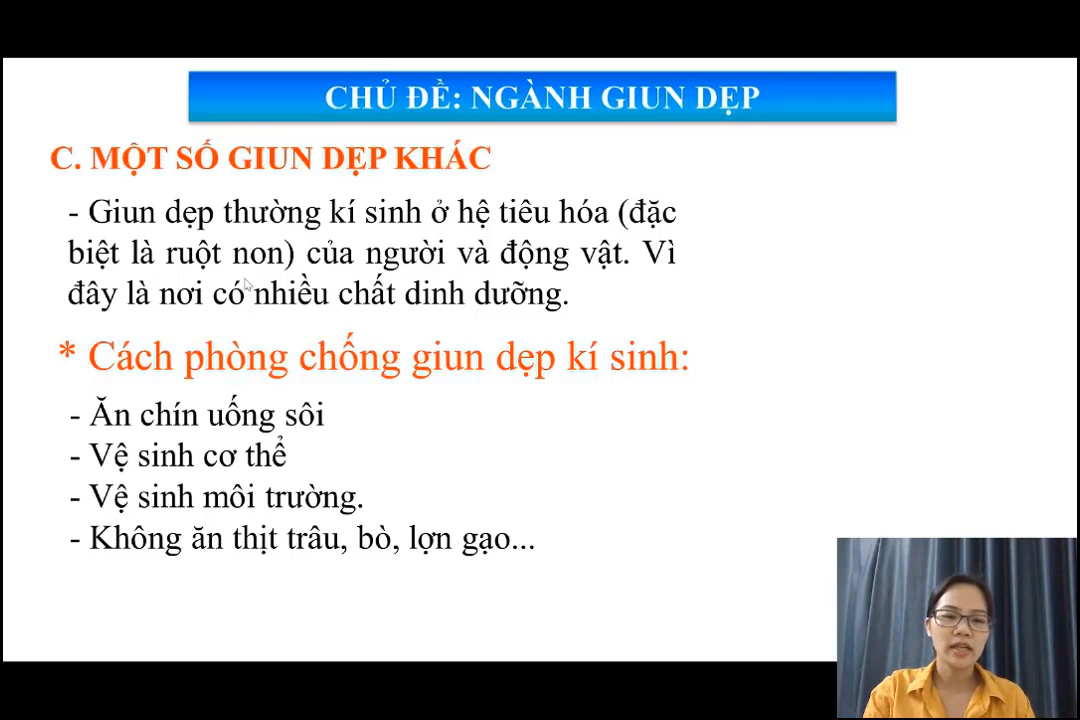 CHỦ ĐỀ: NGÀNH GIUN DẸP
C. MỘT SỐ GIUN DẸP KHÁC
- Giun dẹp thường kí sinh ở hệ tiêu hóa (đặc
biệt là ruột non) của người và động vật. Vì
đây là nơi có nhiều chất dinh dưỡng.
* Cách phòng chống giun dẹp kí sinh:
- Ăn chín uống sôi
- Vệ sinh cơ thể
- Vệ sinh môi trường.
- Không ăn thịt trâu, bò, lợn gạo...